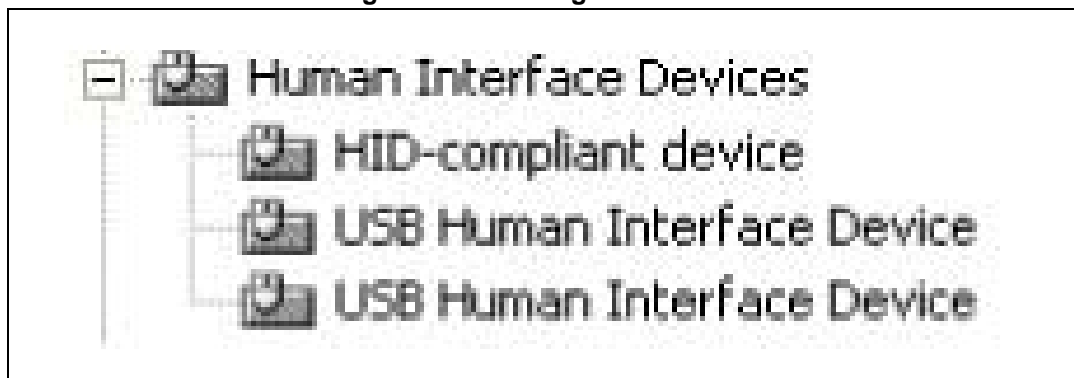 Human Interface Devices
HID-compliant device
USB Human Interface Device
USB Human Interface Device